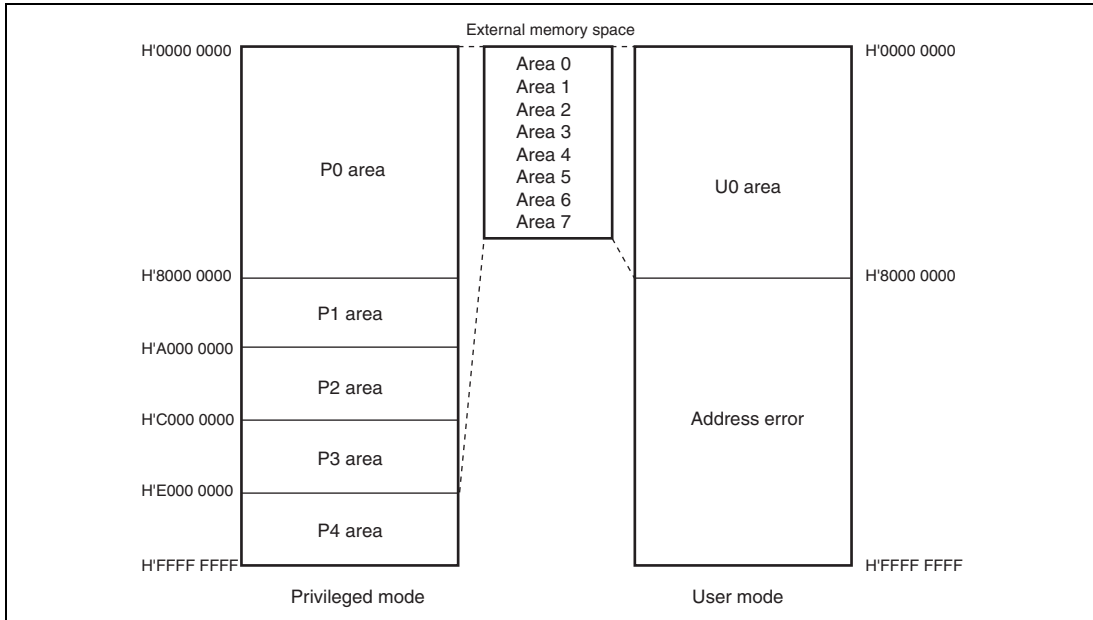 External memory space
H'0000 0000
H'0000 0000
Area 0
Area 1
Area 2
Area 3
Area 4
Area 5
Area 6
Area 7
P0 area
U0 area
H'8000 0000
H'8000 0000
P1 area
H'A000 0000
P2 area
H'C000 0000
Address error
P3 area
H'E000 0000
P4 area
H'FFFF FFFF
H'FFFF FFFF
Privileged mode
User mode